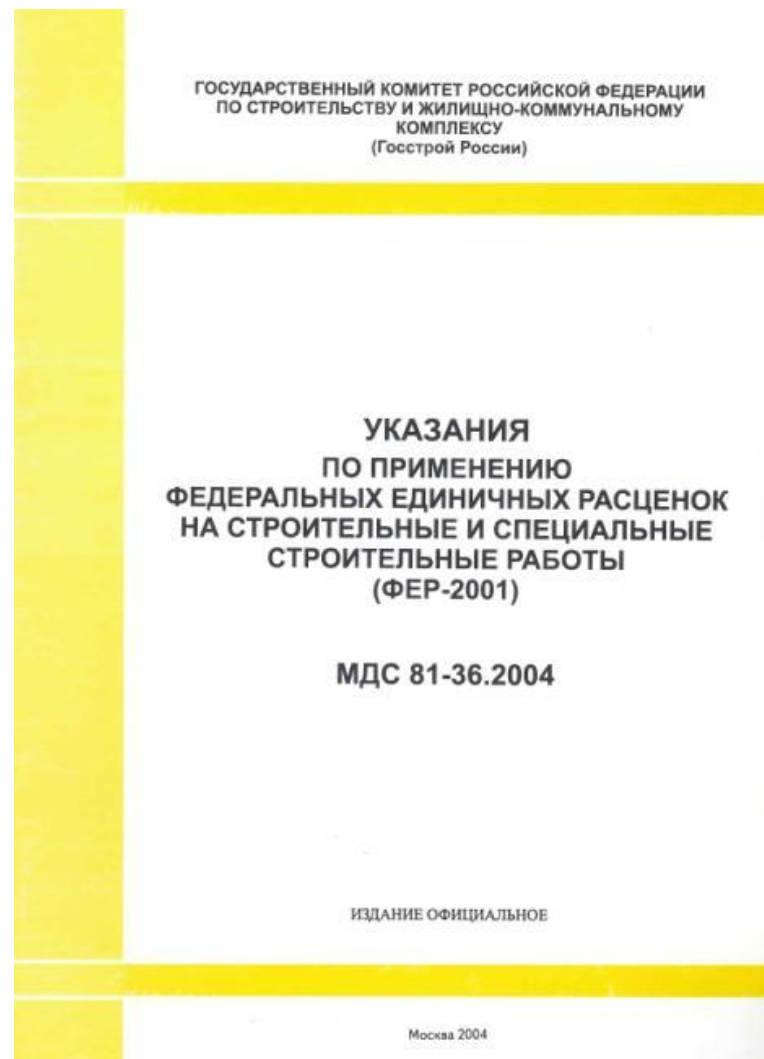 ГОСУДАРСТВЕННЫЙ КОМИТЕТ РОССИЙСКОЙ ФЕДЕРАЦИИ
ПО СТРОИТЕЛЬСТВУ И ЖИЛИЩНО-КОММУНАЛЬНОМУ
КОМПЛЕКСУ
(Госстрой России)
УКАЗАНИЯ
ПО ПРИМЕНЕНИЮ
ФЕДЕРАЛЬНЫХ ЕДИНИЧНЫХ РАСЦЕНОК
НА СТРОИТЕЛЬНЫЕ И СПЕЦИАЛЬНЫЕ
СТРОИТЕЛЬНЫЕ РАБОТЫ
(ФЕР-2001)
МДС 81-36.2004
ИЗДАНИЕ ОФИЦИАЛЬНОЕ
Москва 2004